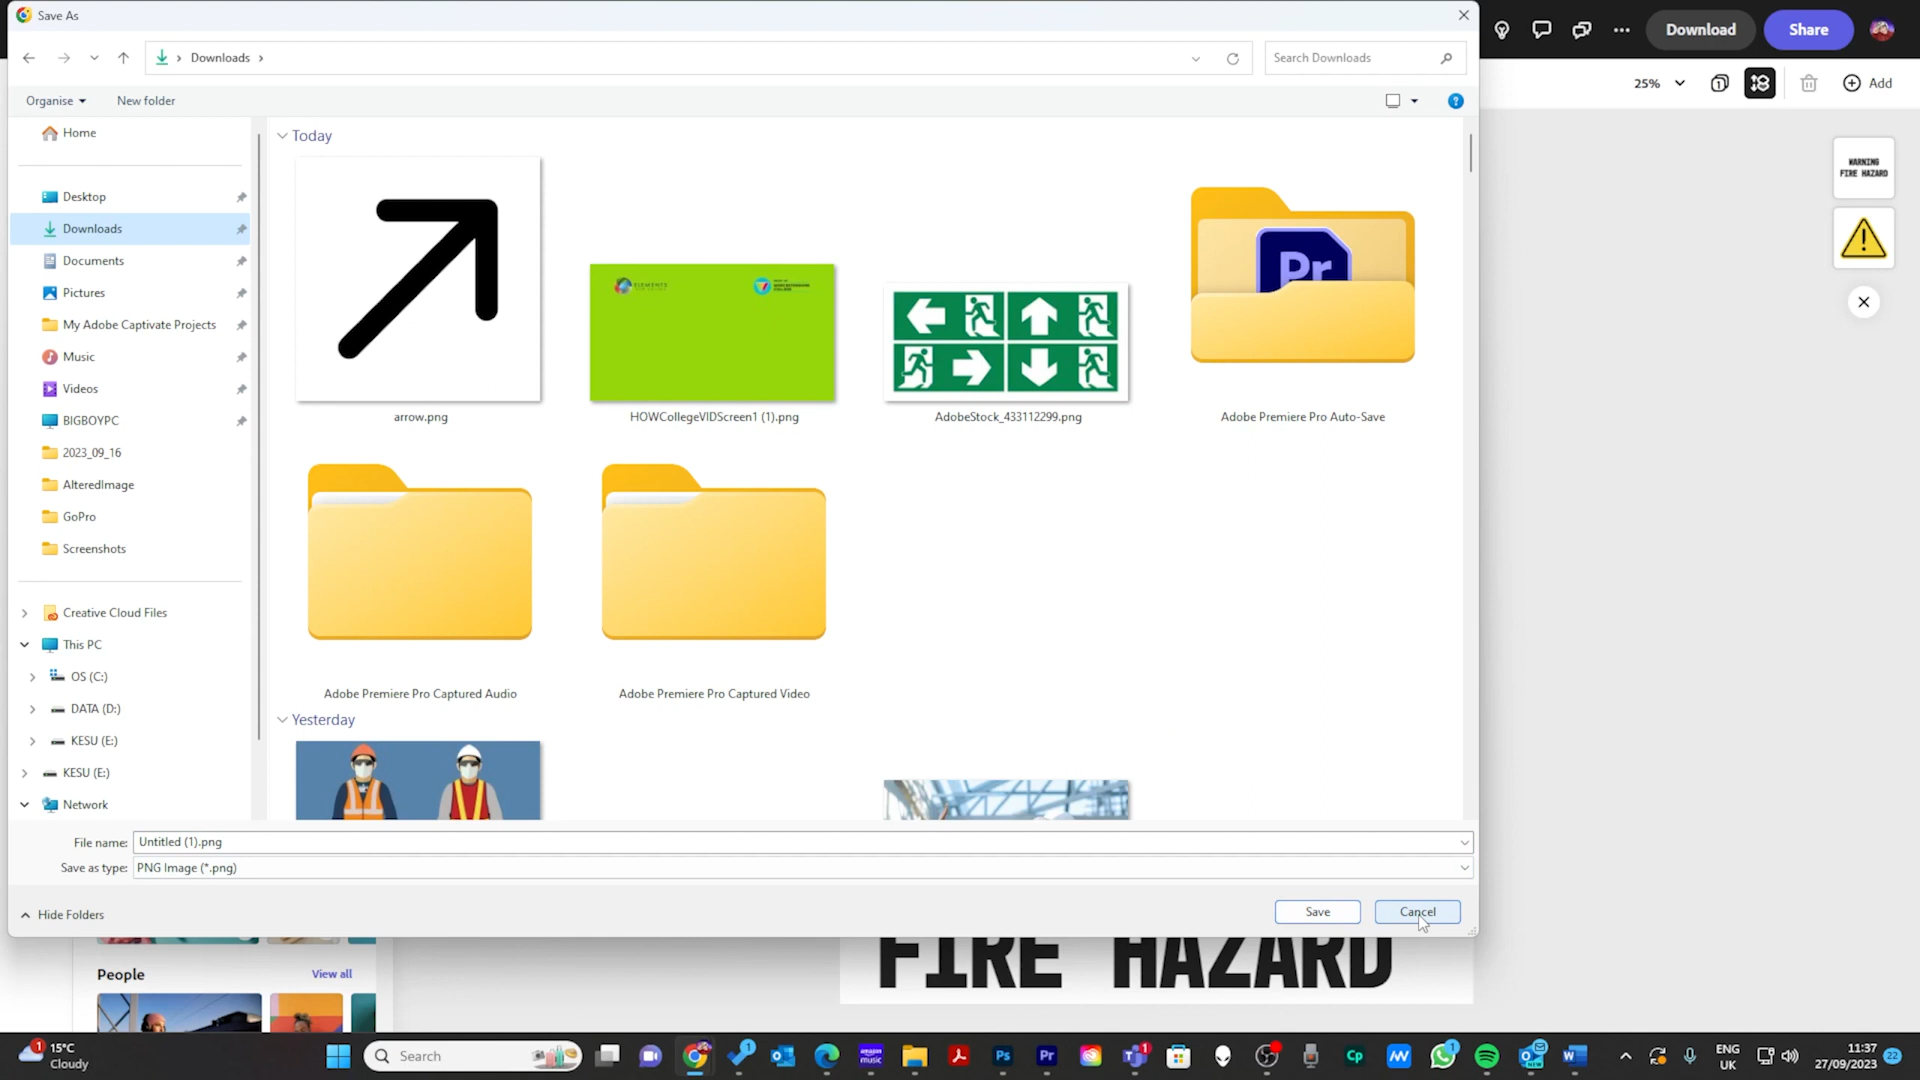 Save As
Download
Share
Downloads
Search Downloads
25%
Add
Organise
New folder
Home
Today
Desktop
Downloads
Documents
Pictures
My Adobe Captivate Projects
Music
Videos
BIGBOYPC
2023_09_16
AlteredImage
GoPro
Screenshots
Creative Cloud Files
This PC
OS (C:)
DATA (D:)
KESU (E:)
KESU (E:)
Network
WARNING
FIRE HAZARD
Pr
arrow.png
HOWCollegeVIDScreen1 (1).png
AdobeStock_433112299.png
Adobe Premiere Pro Auto-Save
Adobe Premiere Pro Captured Audio
Adobe Premiere Pro Captured Video
Yesterday
File name: Untitled (1).png
Save as type: PNG Image (*.png)
Hide Folders
Save
Cancel
FIRE HAZARD
People
View all
15°C
Cloudy
Search
ENG
UK
11:37
27/09/2023
22